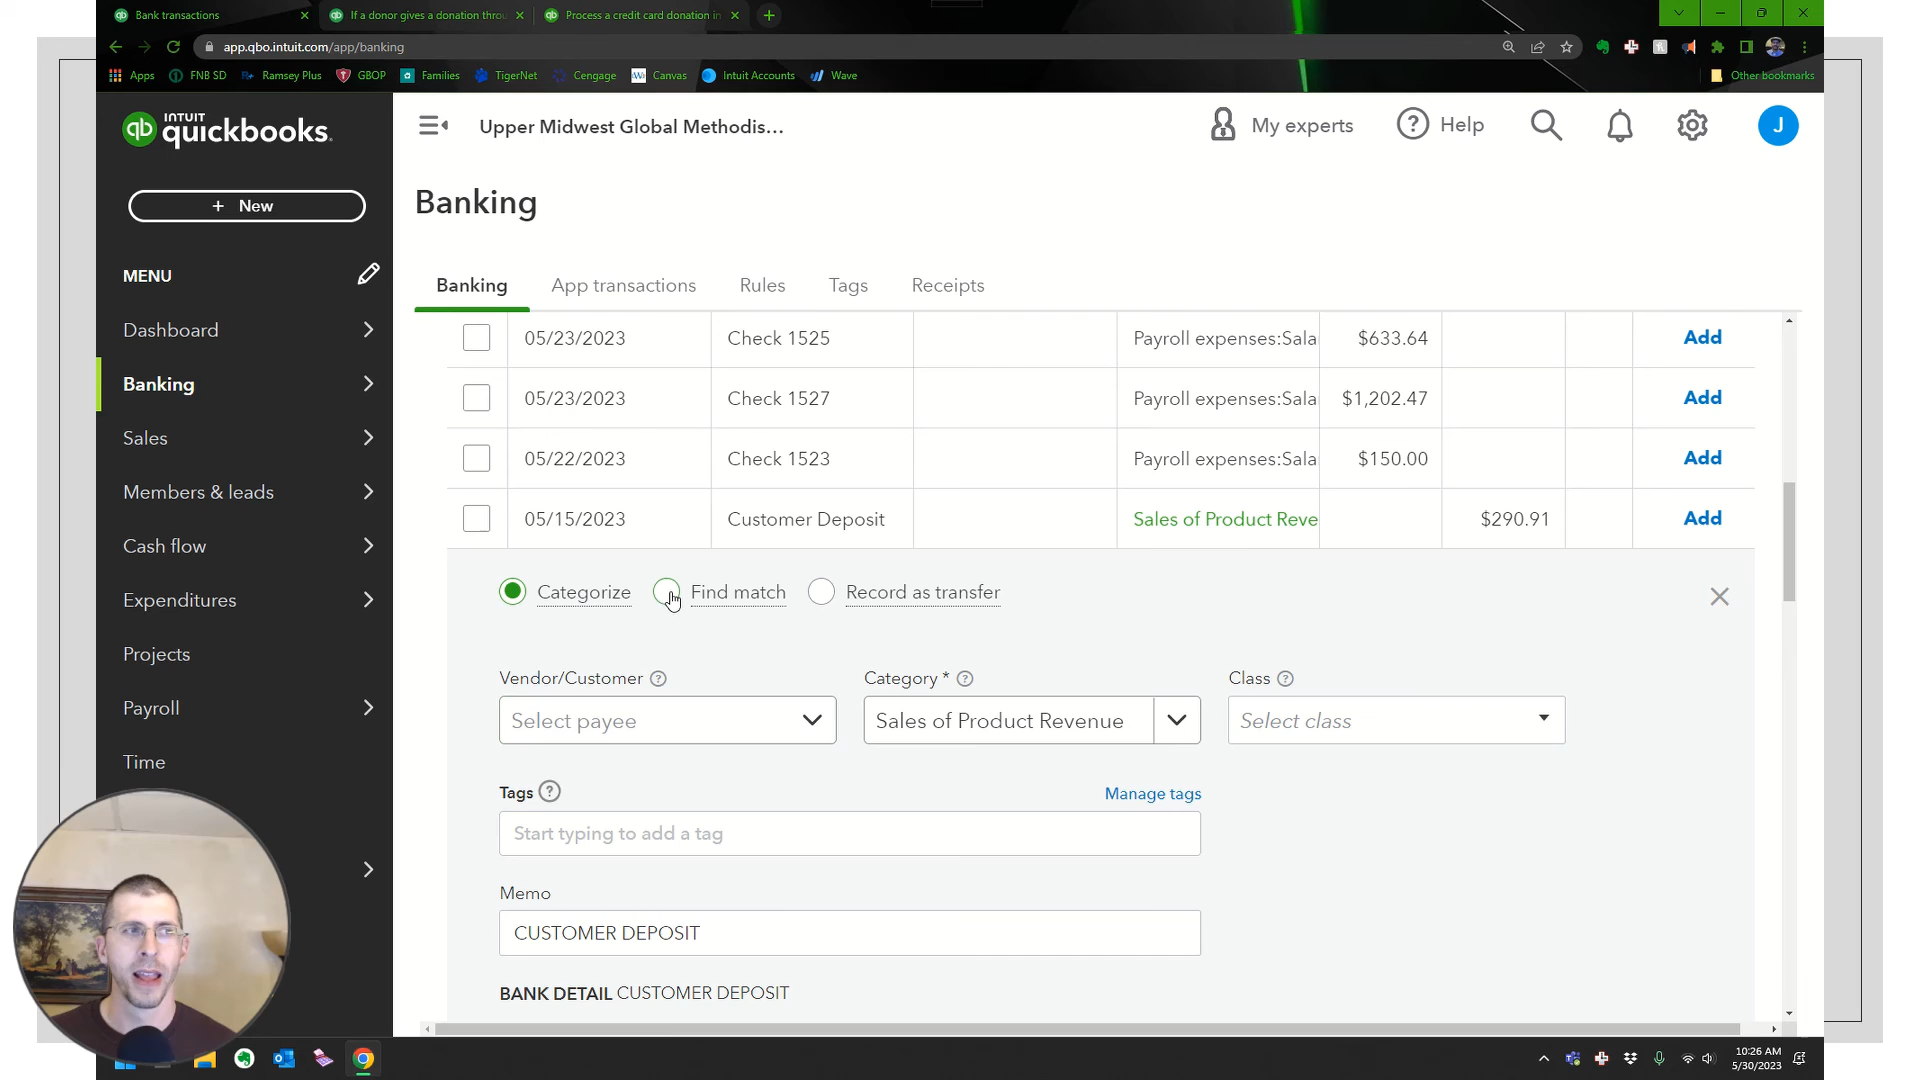 Bank transactions
If a donor gives a donation throu
Process a credit card donation in
app.qbo.intuit.com/app/banking
Apps
FNB SD
Ramsey Plus
GBOP
Families
TigerNet
Cengage
Canvas
Intuit Accounts
Wave
Other bookmarks
qb INTUIT quickbooks.
Upper Midwest Global Methodis...
My experts
Help
J
+ New
Banking
MENU
Banking
App transactions
Rules
Tags
Receipts
Dashboard
Banking
Sales
Members & leads
Cash flow
Expenditures
Projects
Payroll
Time
05/23/2023 Check 1525 Payroll expenses:Sala $633.64 Add
05/23/2023 Check 1527 Payroll expenses:Sala $1,202.47 Add
05/22/2023 Check 1523 Payroll expenses:Sala $150.00 Add
05/15/2023 Customer Deposit Sales of Product Reve $290.91 Add
Categorize Find match Record as transfer
Vendor/Customer ? Category * ? Class ?
Select payee Sales of Product Revenue Select class
Tags ? Manage tags
Start typing to add a tag
Memo
CUSTOMER DEPOSIT
BANK DETAIL CUSTOMER DEPOSIT
10:26 AM
5/30/2023